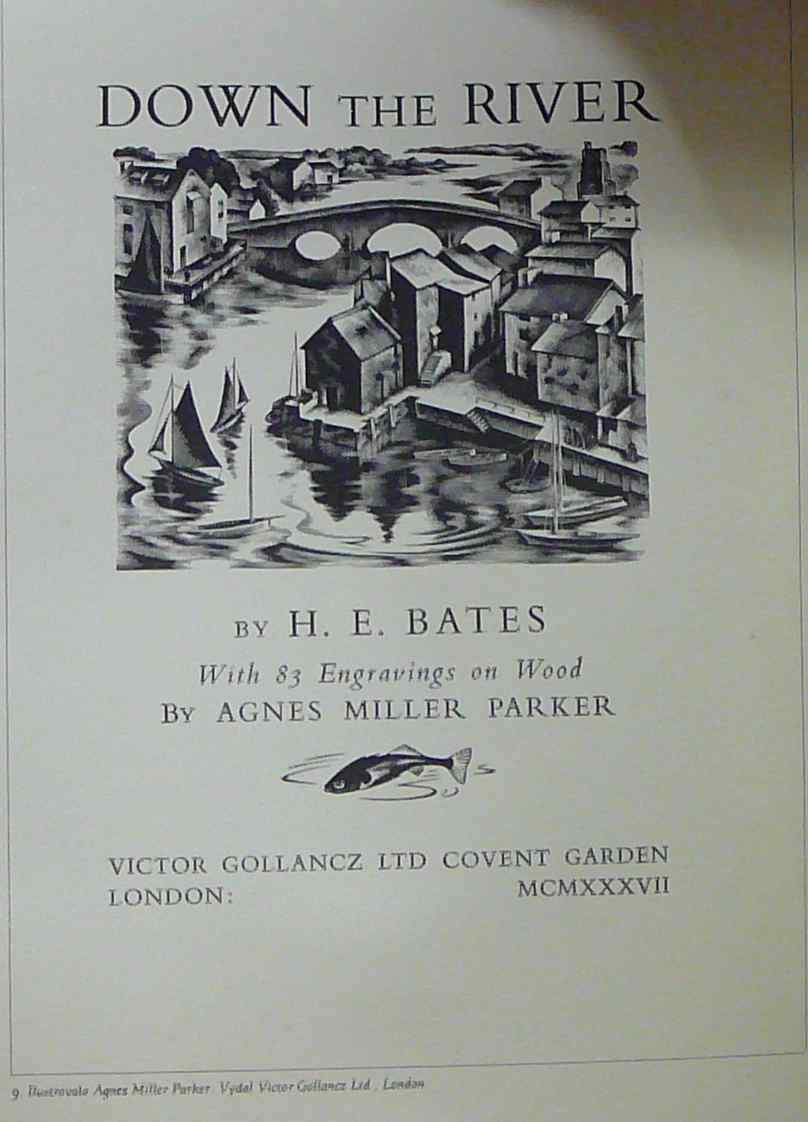 DOWN THE RIVER
BY H. E. BATES
With 83 Engravings on Wood
BY AGNES MILLER PARKER
VICTOR GOLLANCZ LTD COVENT GARDEN
LONDON: MCMXXXVII
9 Ilustrovala Agnes Miller Parker. Vydal Victor Gollancz Ltd., London